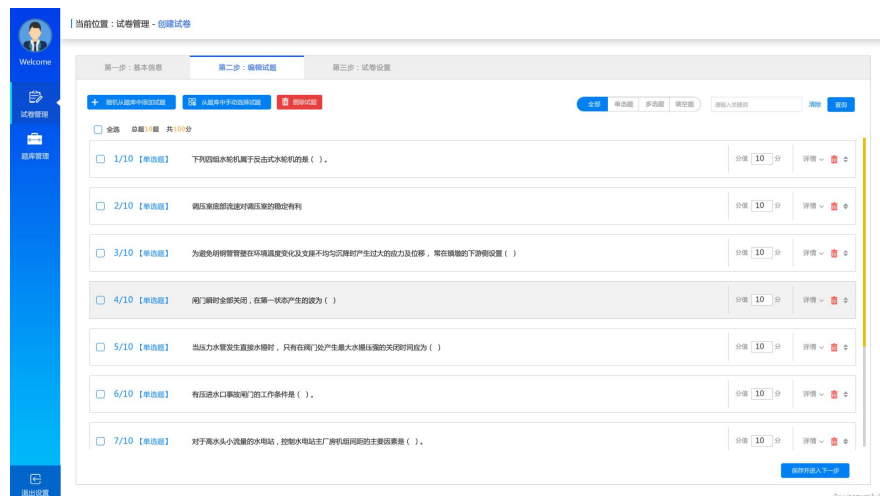 当前位置：试卷管理 - 创建试卷
Welcome
试卷管理
题库管理
退出设置
第一步：基本信息 第二步：编辑试题 第三步：试卷设置
+ 随机从题库中添加试题 从题库中手动选择试题 删除试题 全部 单选题 多选题 填空题 请输入关键词 清除 查询
全选 总题10题 共100分
1/10 【单选题】 下列四组水轮机属于反击式水轮机的是（ ）。 分值 10 分 详情
2/10 【单选题】 调压室底部流速对调压室的稳定有利 分值 10 分 详情
3/10 【单选题】 为避免明钢管管壁在环境温度变化及支座不均匀沉降时产生过大的应力及位移，常在镇墩的下游侧设置（ ） 分值 10 分 详情
4/10 【单选题】 闸门瞬时全部关闭，在第一状态产生的波为（ ） 分值 10 分 详情
5/10 【单选题】 当压力水管发生直接水锤时，只有在阀门处产生最大水锤压强的关闭时间应为（ ） 分值 10 分 详情
6/10 【单选题】 有压进水口事故闸门的工作条件是（ ）。 分值 10 分 详情
7/10 【单选题】 对于高水头小流量的水电站，控制水电站主厂房机组间距的主要因素是（ ）。 分值 10 分 详情
保存并进入下一步